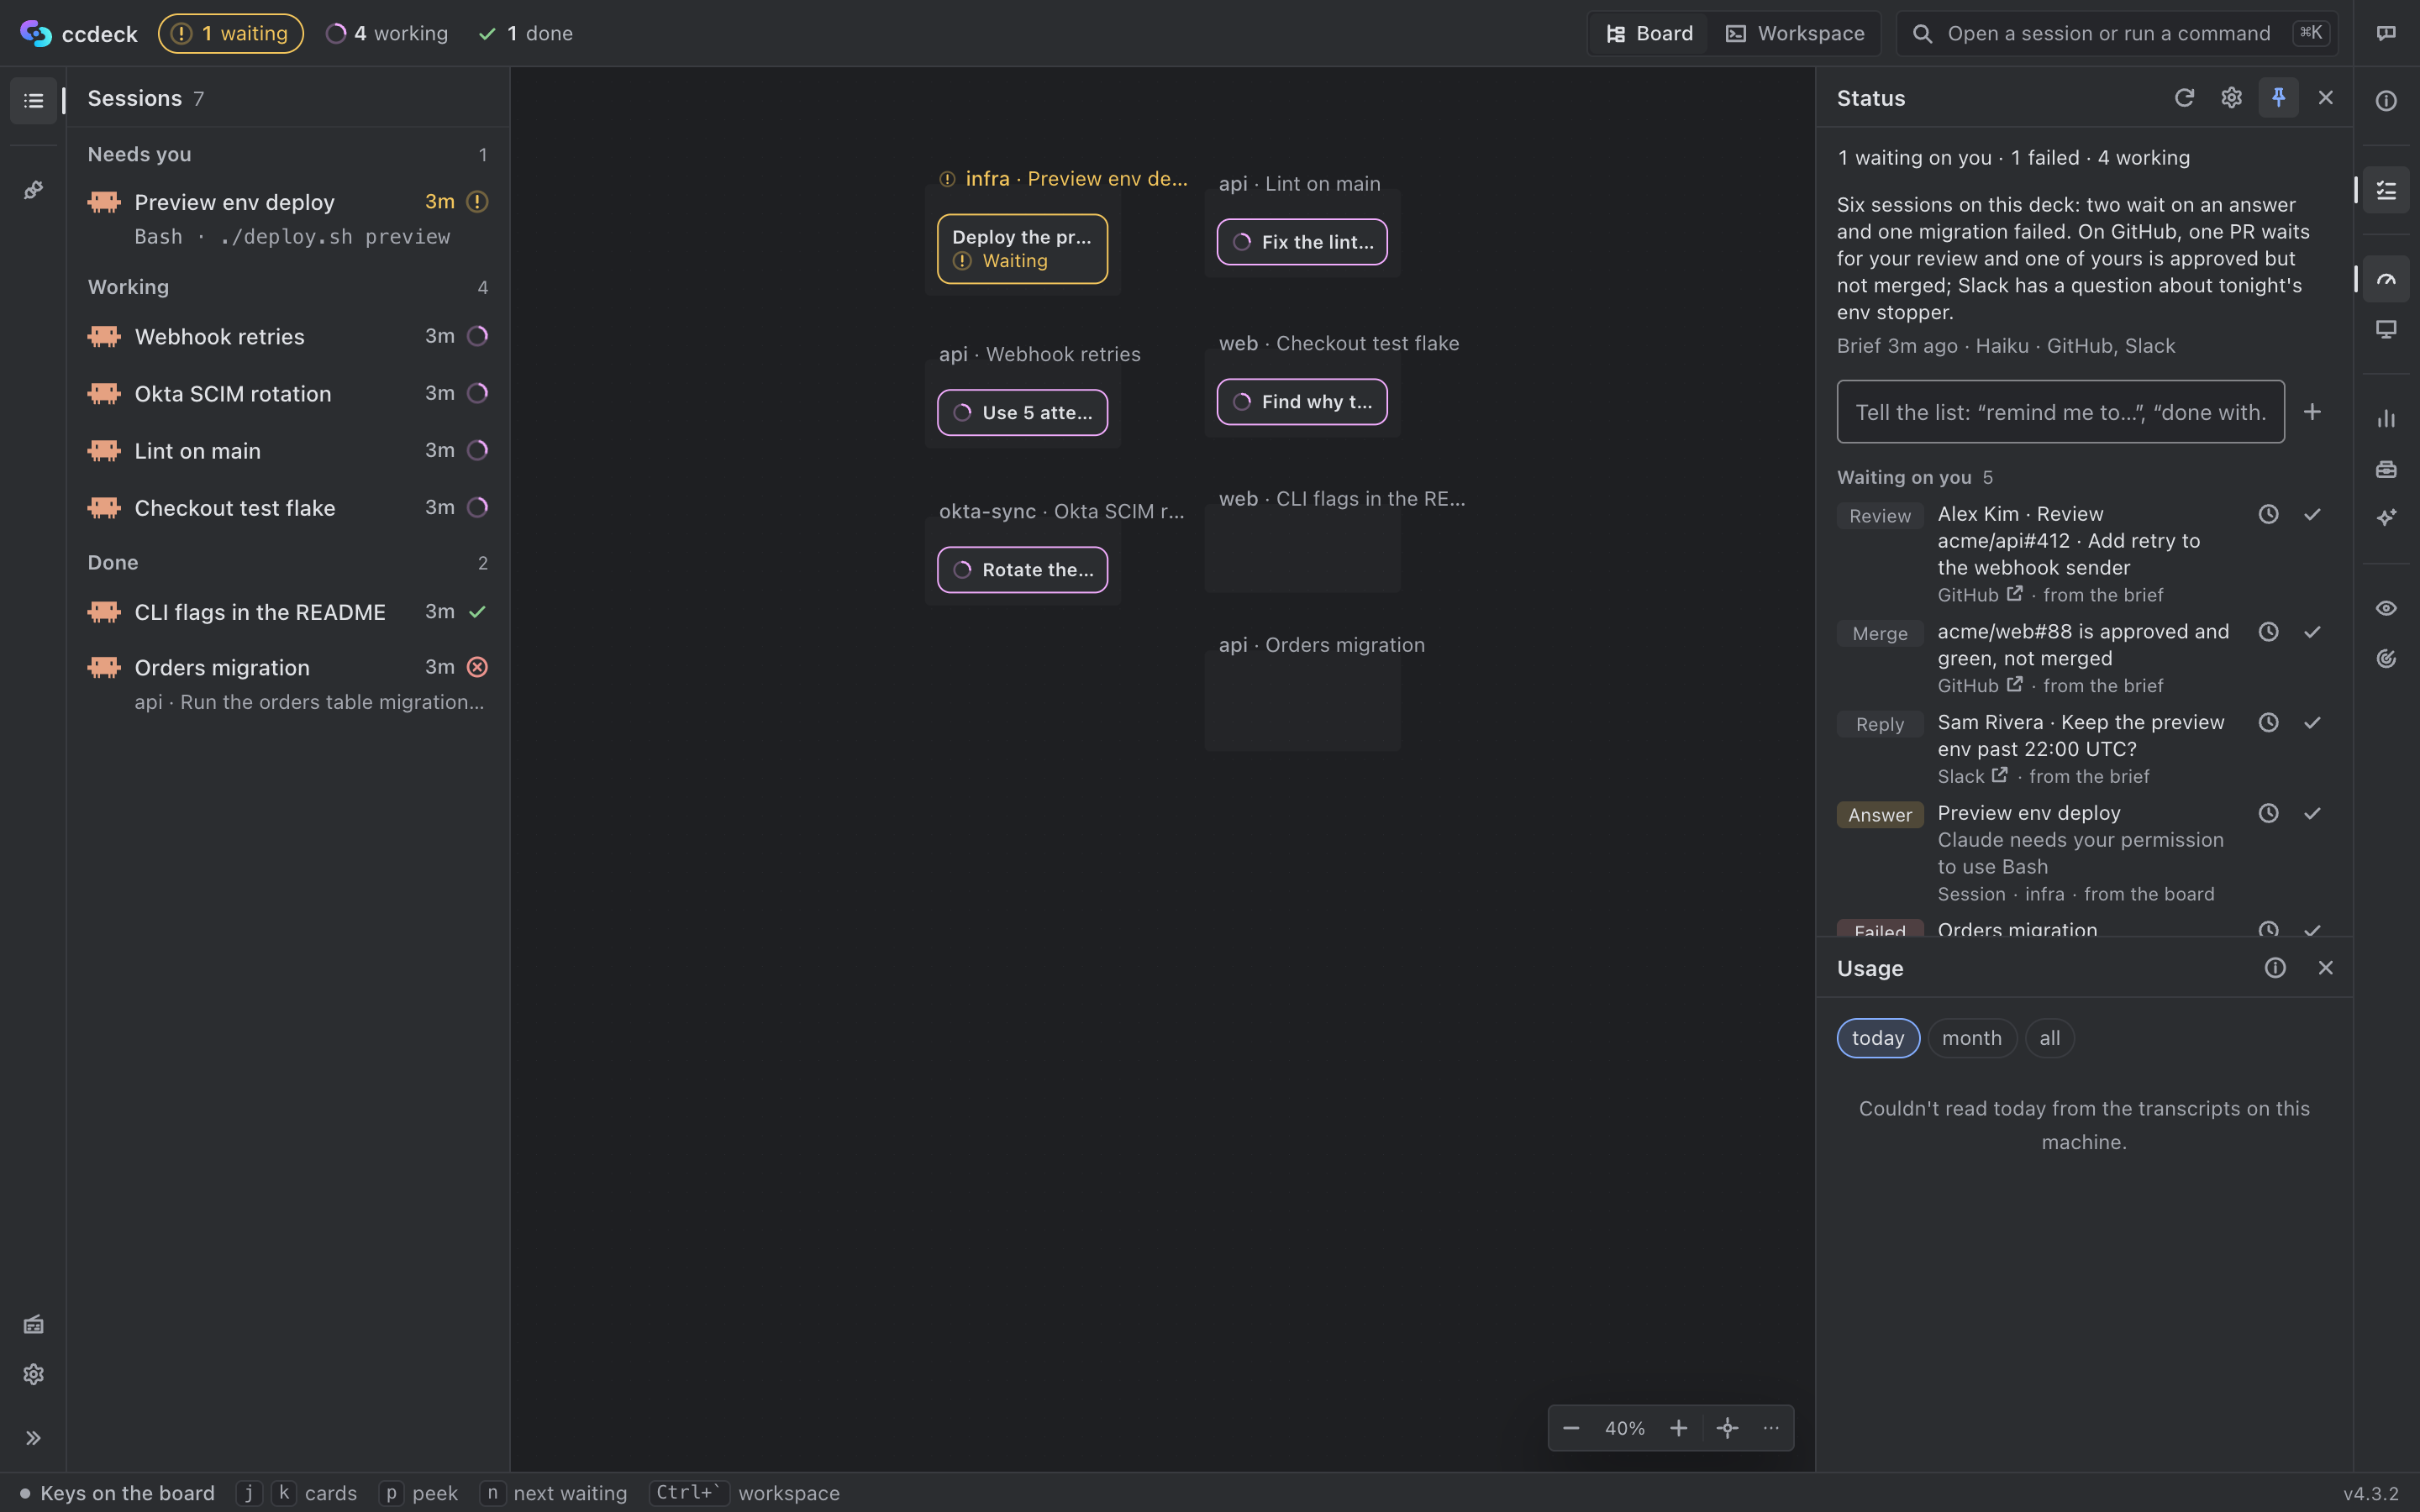 ccdeck
1 waiting
4 working
1 done
Board
Workspace
Open a session or run a command
⌘K
Sessions 7
Needs you 1
Preview env deploy 3m
Bash · ./deploy.sh preview
Working 4
Webhook retries 3m
Okta SCIM rotation 3m
Lint on main 3m
Checkout test flake 3m
Done 2
CLI flags in the README 3m
Orders migration 3m
api · Run the orders table migration...
infra · Preview env de...
Deploy the pr...
Waiting
api · Lint on main
Fix the lint...
api · Webhook retries
Use 5 atte...
web · Checkout test flake
Find why t...
okta-sync · Okta SCIM r...
Rotate the...
web · CLI flags in the RE...
api · Orders migration
40%
Status
1 waiting on you · 1 failed · 4 working
Six sessions on this deck: two wait on an answer
and one migration failed. On GitHub, one PR waits
for your review and one of yours is approved but
not merged; Slack has a question about tonight's
env stopper.
Brief 3m ago · Haiku · GitHub, Slack
Tell the list: “remind me to…”, “done with.
Waiting on you 5
Review
Alex Kim · Review
acme/api#412 · Add retry to
the webhook sender
GitHub · from the brief
Merge
acme/web#88 is approved and
green, not merged
GitHub · from the brief
Reply
Sam Rivera · Keep the preview
env past 22:00 UTC?
Slack · from the brief
Answer
Preview env deploy
Claude needs your permission
to use Bash
Session · infra · from the board
Failed
Orders migration
Usage
today
month
all
Couldn't read today from the transcripts on this
machine.
Keys on the board
j k cards
p peek
n next waiting
Ctrl+` workspace
v4.3.2